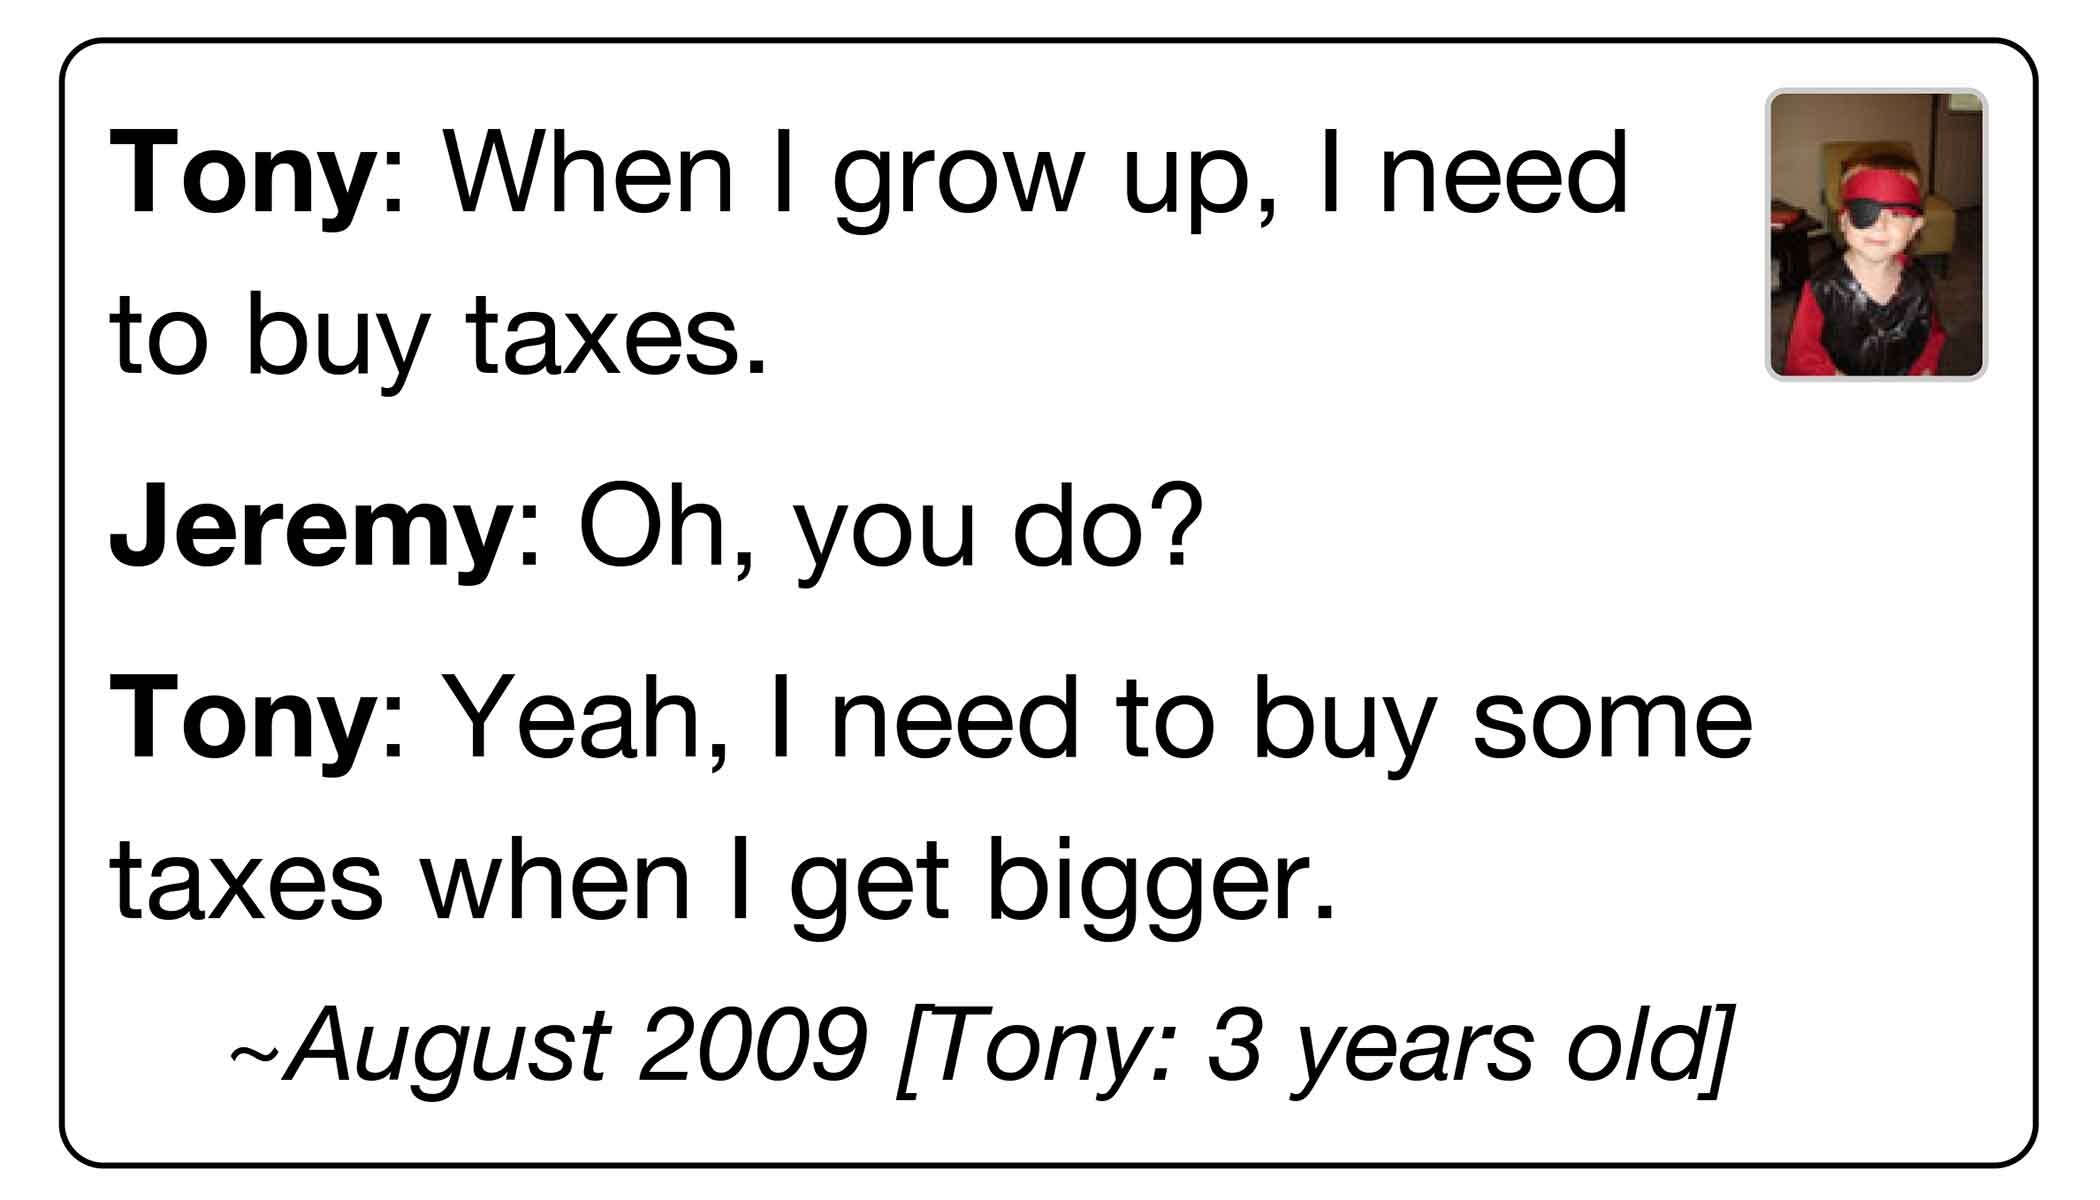 Tony: When I grow up, I need
to buy taxes.
Jeremy: Oh, you do?
Tony: Yeah, I need to buy some
taxes when I get bigger.
~August 2009 [Tony: 3 years old]